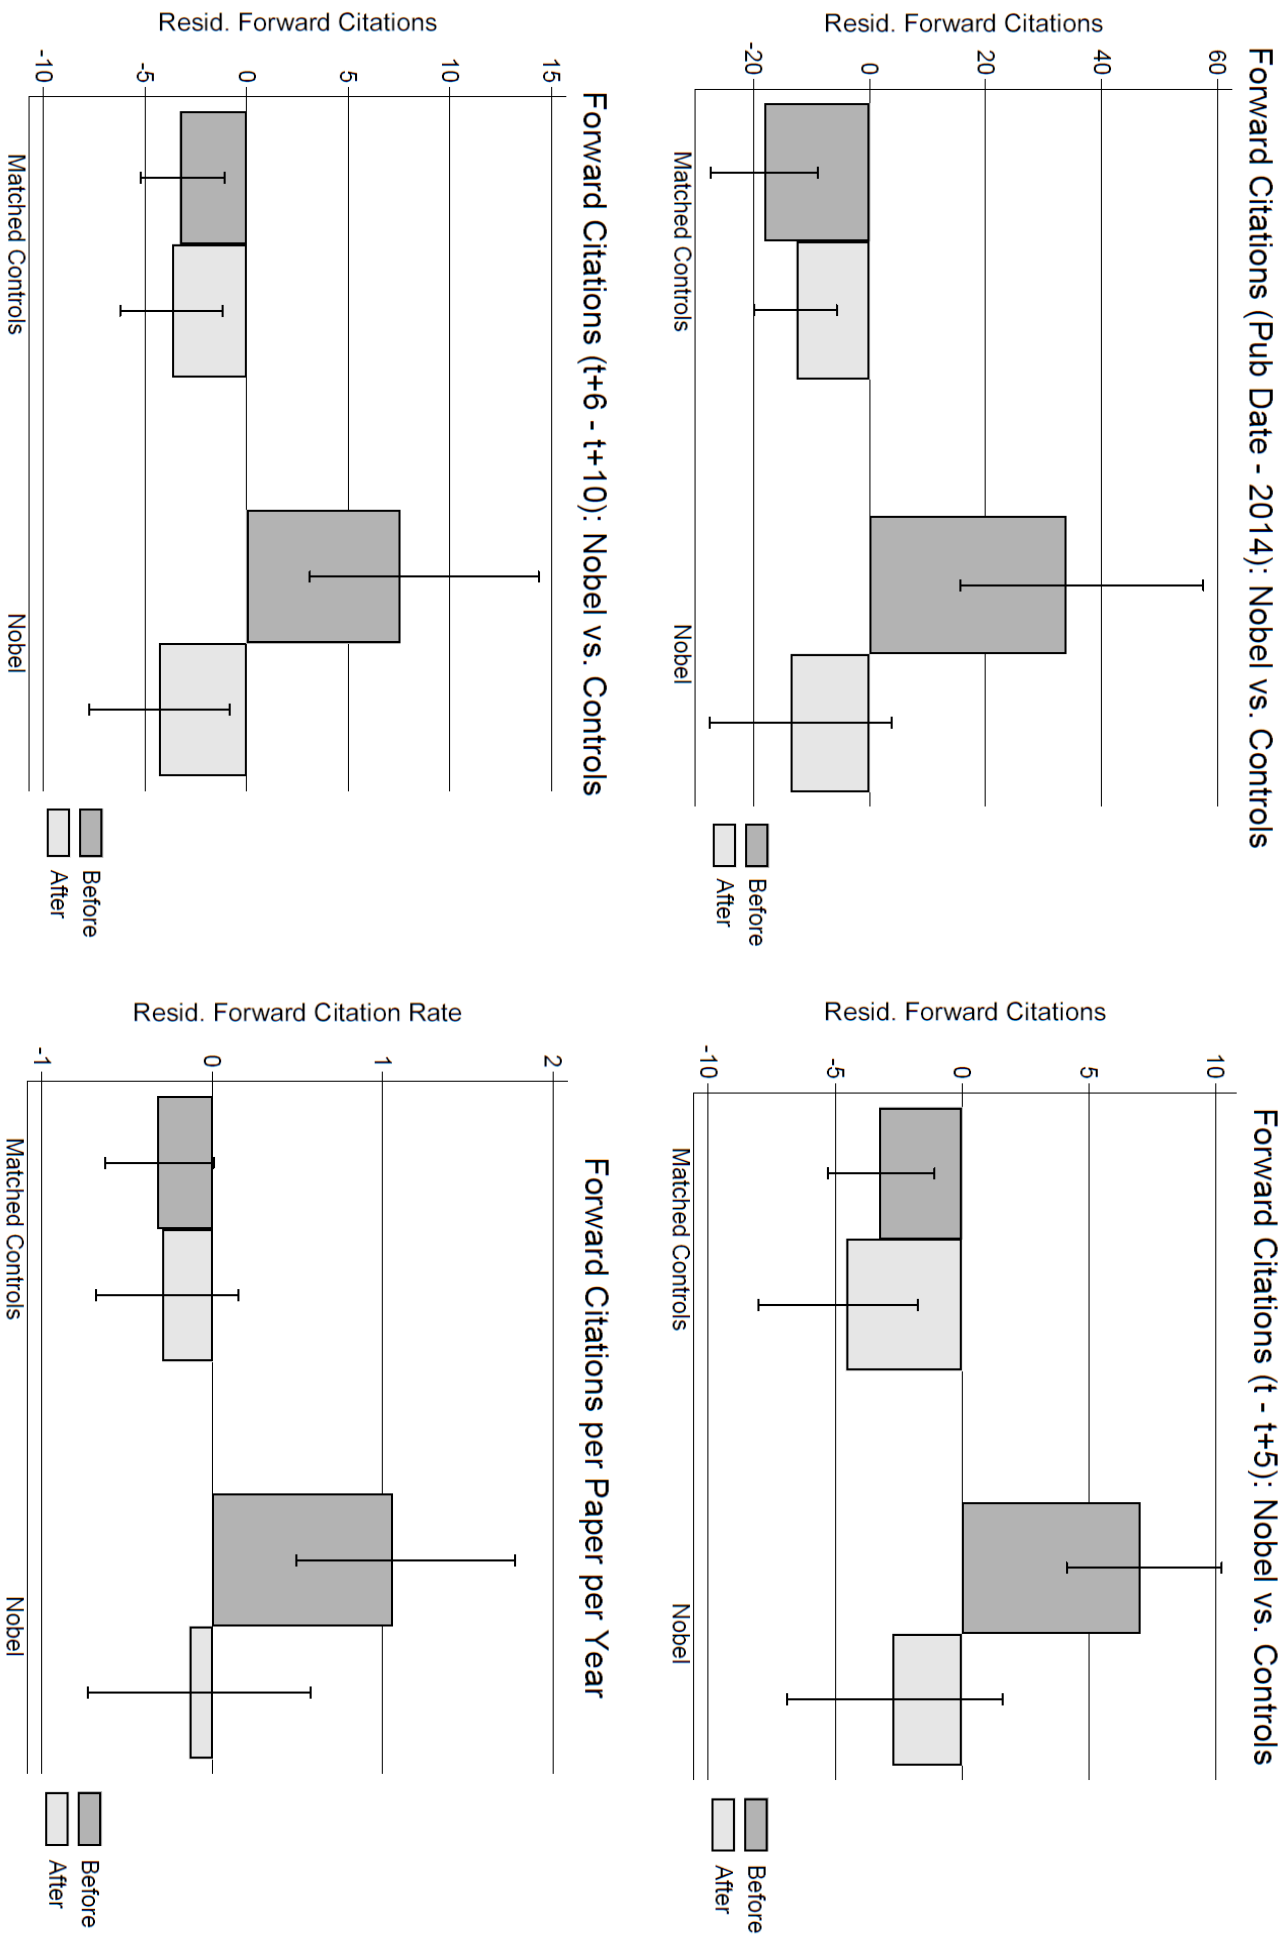 Forward Citations (Pub Date - 2014): Nobel vs. Controls
Resid. Forward Citations
60
40
20
0
-20
Matched Controls
Nobel
Before
After
Forward Citations (t - t+5): Nobel vs. Controls
Resid. Forward Citations
10
5
0
-5
-10
Matched Controls
Nobel
Before
After
Forward Citations (t+6 - t+10): Nobel vs. Controls
Resid. Forward Citations
15
10
5
0
-5
-10
Matched Controls
Nobel
Before
After
Forward Citations per Paper per Year
Resid. Forward Citation Rate
2
1
0
-1
Matched Controls
Nobel
Before
After